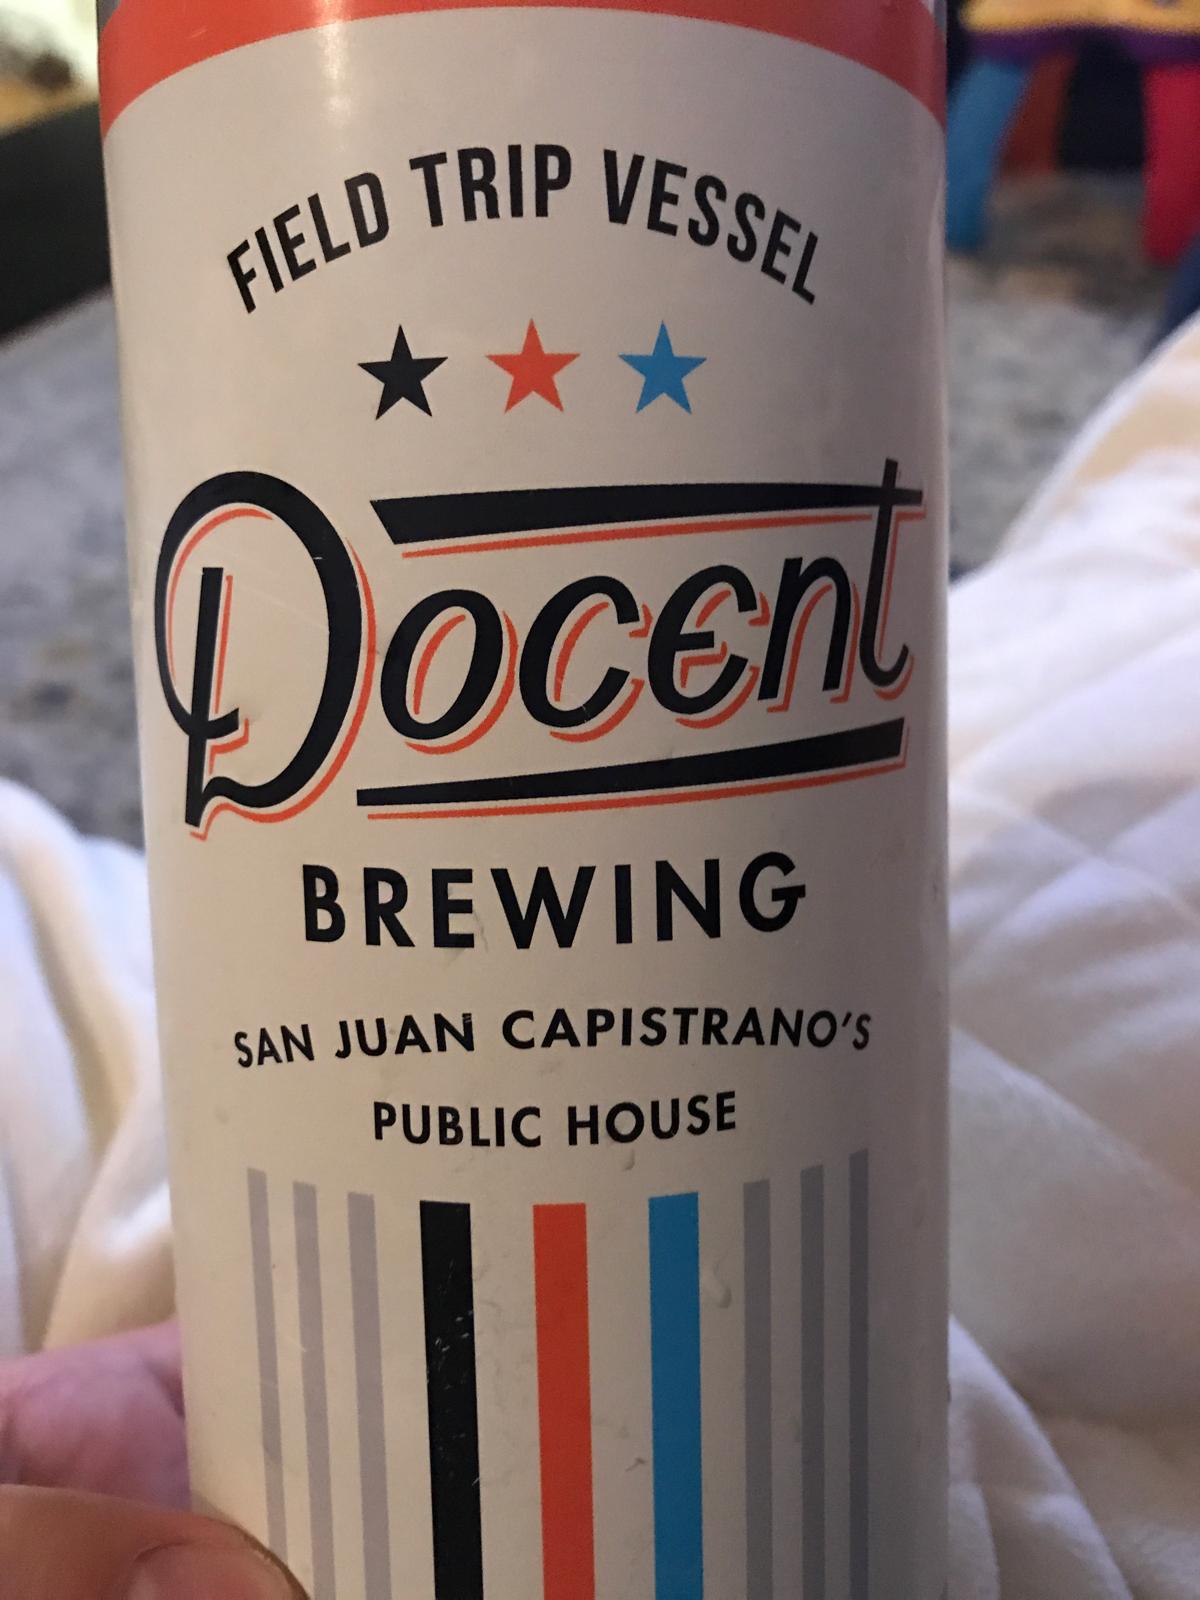 FIELD TRIP VESSEL
Docent
BREWING
SAN JUAN CAPISTRANO'S
PUBLIC HOUSE